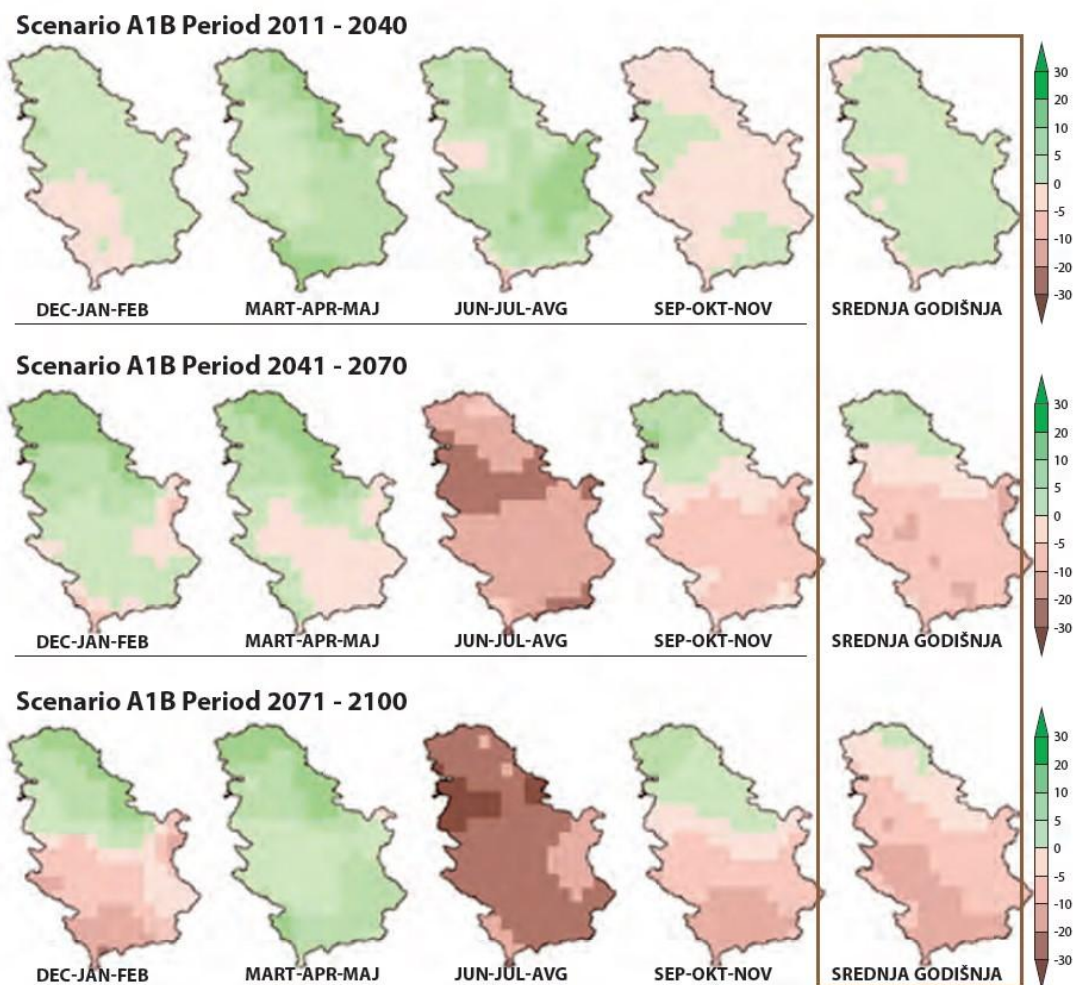 Scenario A1B Period 2011 - 2040
30
20
10
5
0
-5
-10
-20
-30
DEC-JAN-FEB
MART-APR-MAJ
JUN-JUL-AVG
SEP-OKT-NOV
SREDNJA GODIŠNJA
Scenario A1B Period 2041 - 2070
30
20
10
5
0
-5
-10
-20
-30
DEC-JAN-FEB
MART-APR-MAJ
JUN-JUL-AVG
SEP-OKT-NOV
SREDNJA GODIŠNJA
Scenario A1B Period 2071 - 2100
30
20
10
5
0
-5
-10
-20
-30
DEC-JAN-FEB
MART-APR-MAJ
JUN-JUL-AVG
SEP-OKT-NOV
SREDNJA GODIŠNJA